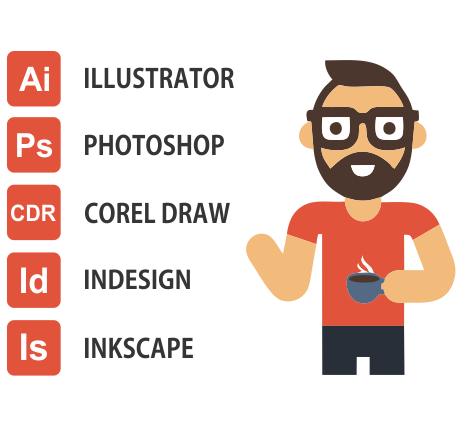 Ai ILLUSTRATOR
Ps PHOTOSHOP
CDR COREL DRAW
Id INDESIGN
Is INKSCAPE